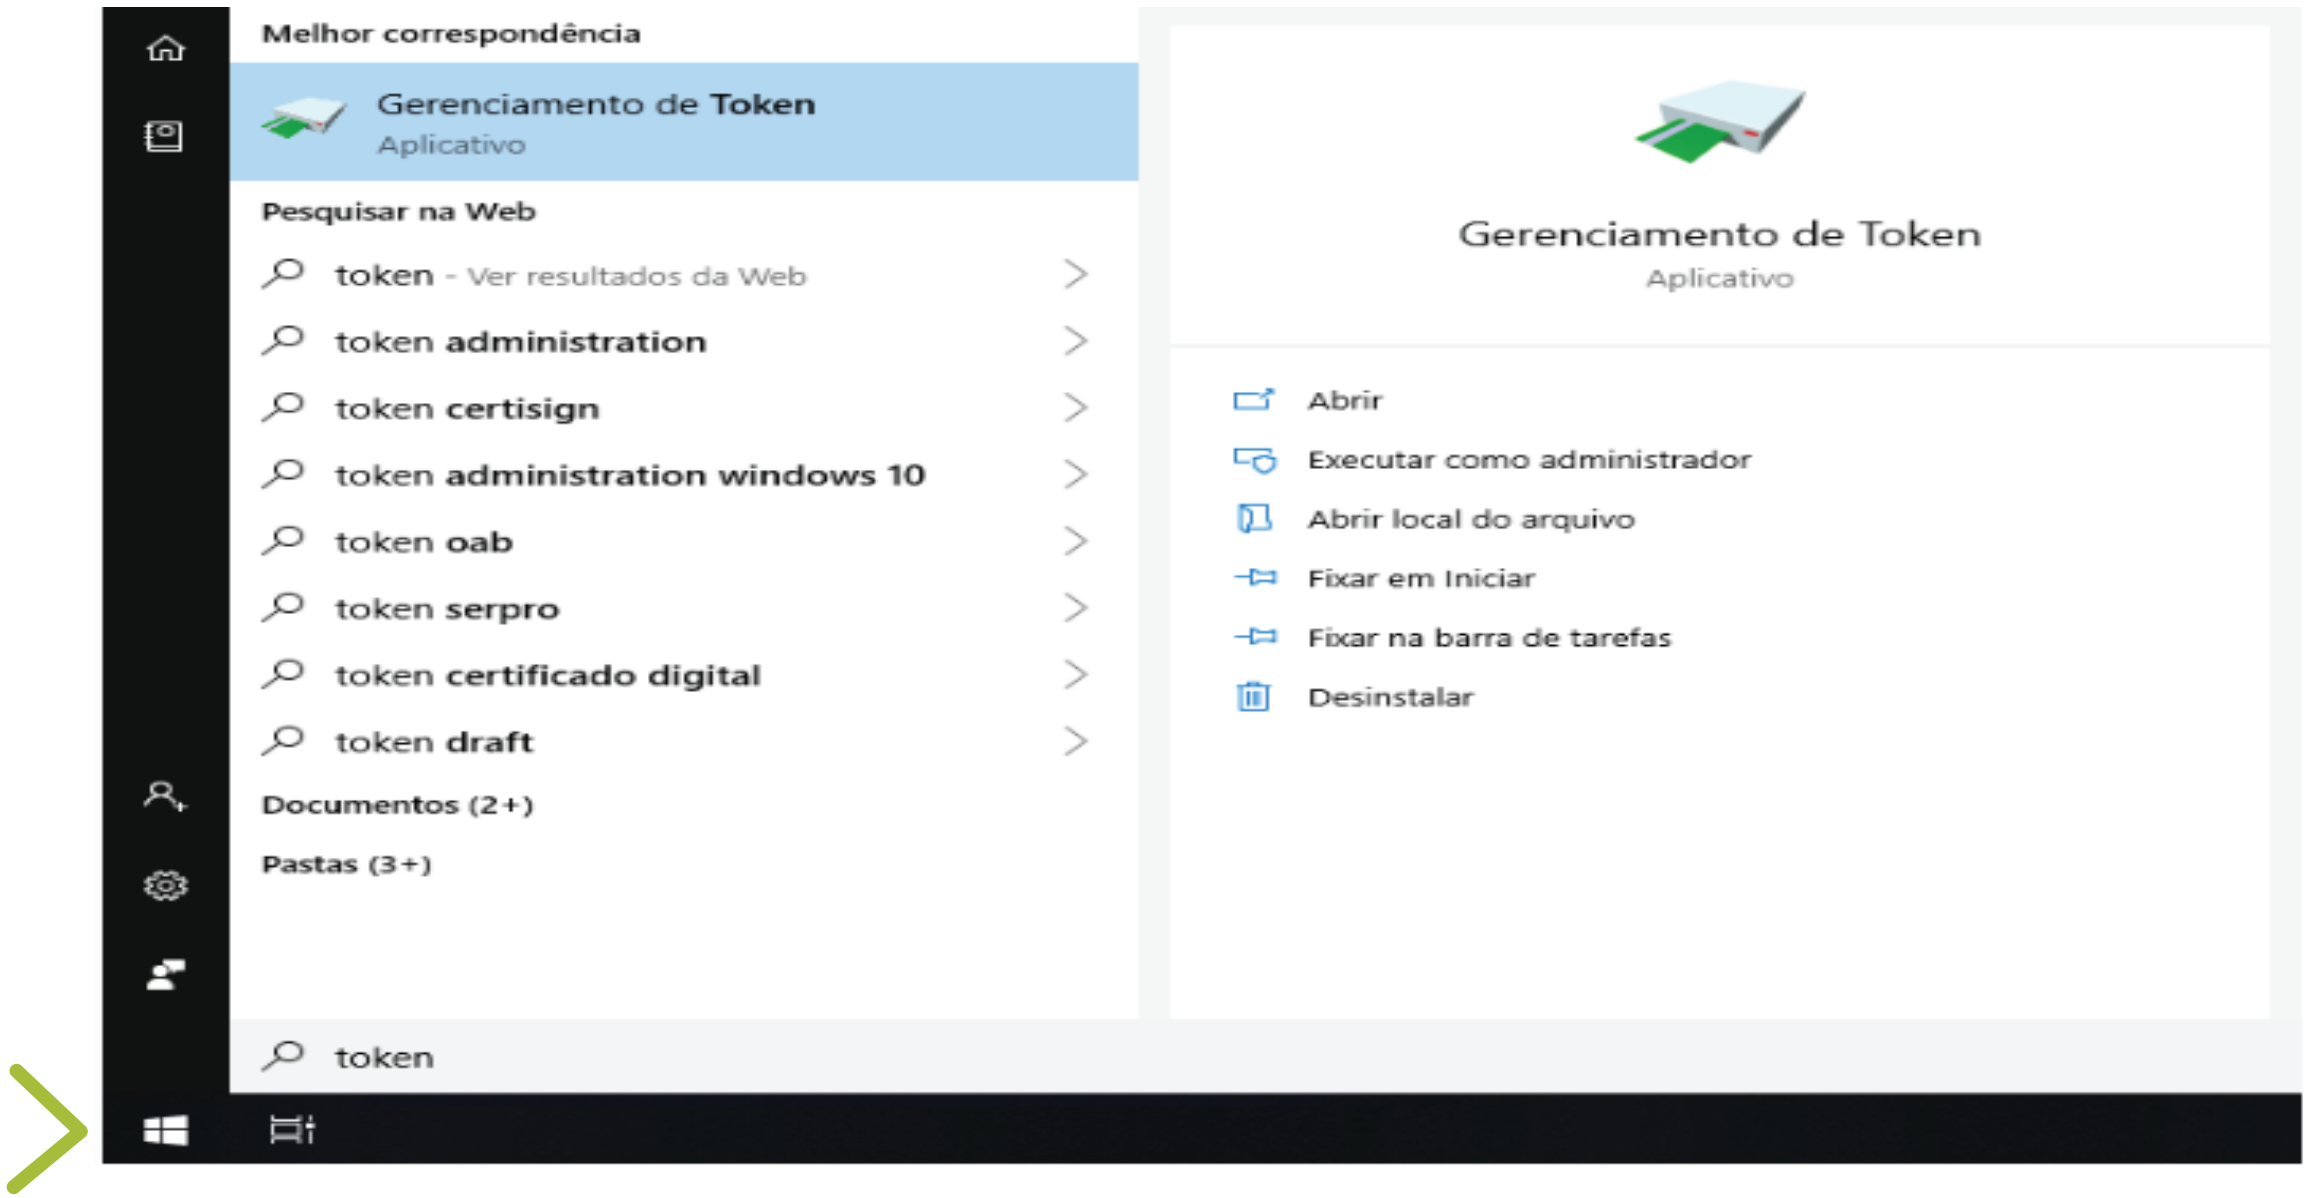 Melhor correspondência
Gerenciamento de Token
Aplicativo
Pesquisar na Web
token - Ver resultados da Web
token administration
token certisign
token administration windows 10
token oab
token serpro
token certificado digital
token draft
Documentos (2+)
Pastas (3+)
token
Gerenciamento de Token
Aplicativo
Abrir
Executar como administrador
Abrir local do arquivo
Fixar em Iniciar
Fixar na barra de tarefas
Desinstalar